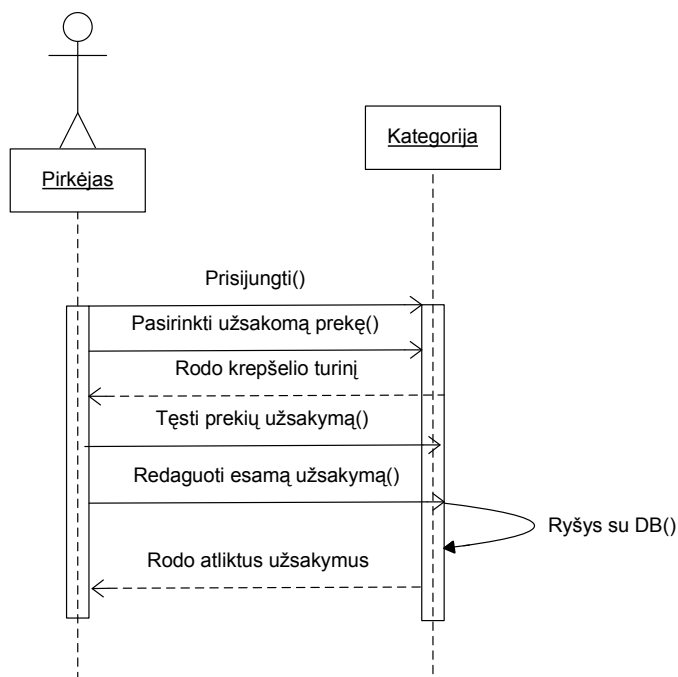 Kategorija
Pirkėjas
Prisijungti()
Pasirinkti užsakomą prekę()
Rodo krepšelio turinį
Tęsti prekių užsakymą()
Redaguoti esamą užsakymą()
Ryšys su DB()
Rodo atliktus užsakymus